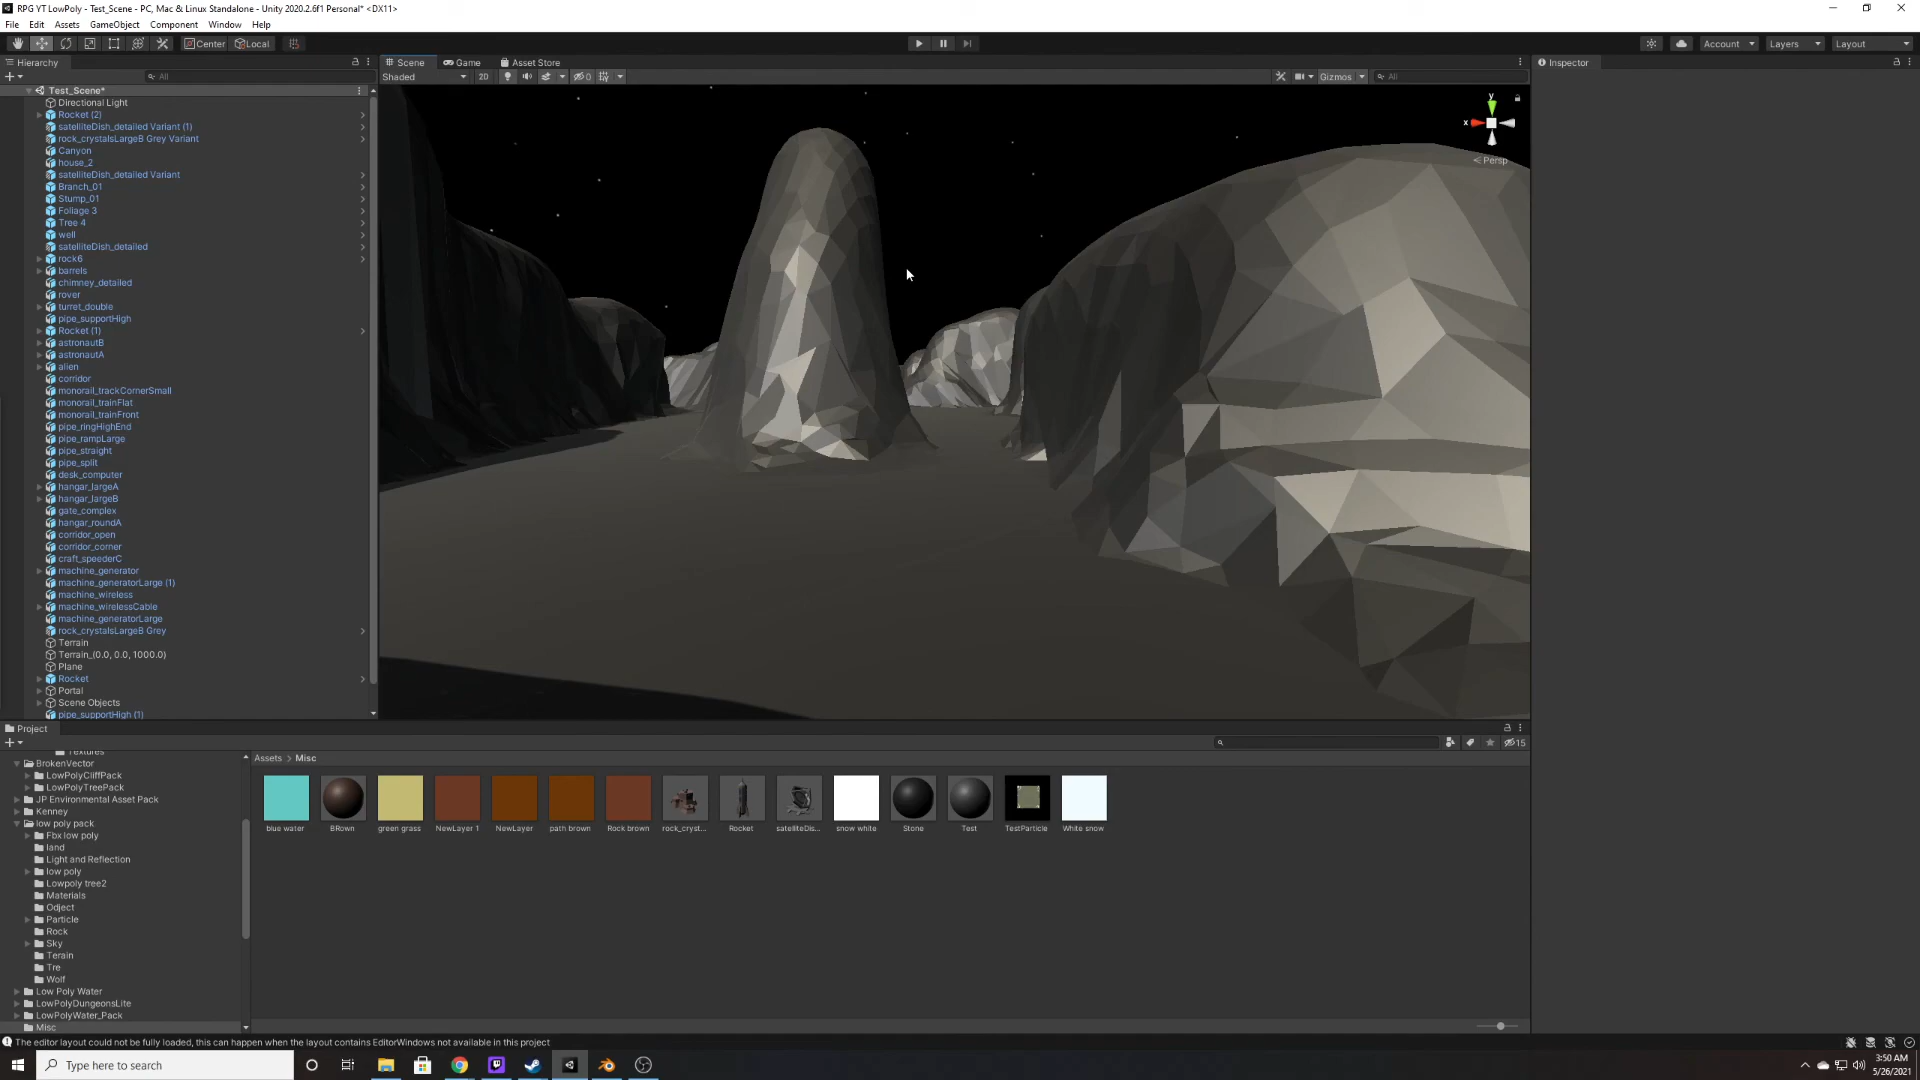 RPG YT LowPoly - Test_Scene - PC, Mac & Linux Standalone - Unity 2020.2.6f1 Personal* <DX11>
File Edit Assets GameObject Component Window Help
Center Local Account Layers Layout
Hierarchy Scene Game Asset Store Inspector
All Shaded 2D 0 Gizmos All
Test_Scene*
Directional Light
Rocket (2)
satelliteDish_detailed Variant (1)
rock_crystalsLargeB Grey Variant
Canyon
house_2
satelliteDish_detailed Variant
Branch_01
Stump_01
Foliage 3
Tree 4
well
satelliteDish_detailed
rock6
barrels
chimney_detailed
rover
turret_double
pipe_supportHigh
Rocket (1)
astronautB
astronautA
alien
corridor
monorail_trackCornerSmall
monorail_trainFlat
monorail_trainFront
pipe_ringHighEnd
pipe_rampLarge
pipe_straight
pipe_split
desk_computer
hangar_largeA
hangar_largeB
gate_complex
hangar_roundA
corridor_open
corridor_corner
craft_speederC
machine_generator
machine_generatorLarge (1)
machine_wireless
machine_wirelessCable
machine_generatorLarge
rock_crystalsLargeB Grey
Terrain
Terrain_(0.0, 0.0, 1000.0)
Plane
Rocket
Portal
Scene Objects
pipe_supportHigh (1)
y
x
Persp
Project
15
Textures
BrokenVector
LowPolyCliffPack
LowPolyTreePack
JP Environmental Asset Pack
Kenney
low poly pack
Fbx low poly
land
Light and Reflection
low poly
Lowpoly tree2
Materials
Odject
Particle
Rock
Sky
Terain
Tre
Wolf
Low Poly Water
LowPolyDungeonsLite
LowPolyWater_Pack
Misc
Assets > Misc
blue water BRown green grass NewLayer 1 NewLayer path brown Rock brown rock_cryst... Rocket satelliteDis... snow white Stone Test TestParticle White snow
The editor layout could not be fully loaded, this can happen when the layout contains EditorWindows not available in this project
Type here to search
3:50 AM
5/26/2021